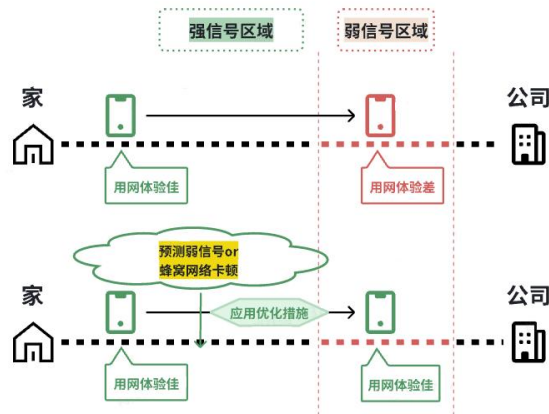 强信号区域
弱信号区域
家
公司
用网体验佳
用网体验差
预测弱信号or
蜂窝网络卡顿
家
公司
应用优化措施
用网体验佳
用网体验佳